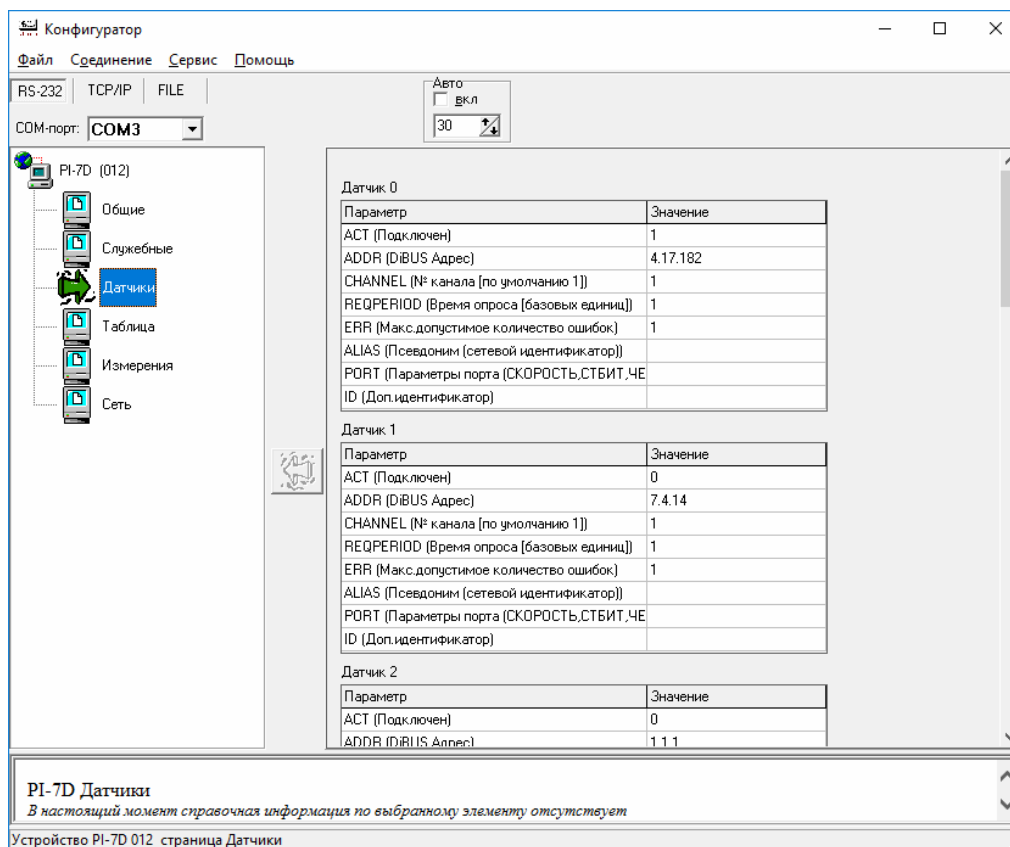 Конфигуратор
Файл Соединение Сервис Помощь
RS-232 TCP/IP FILE
Авто
вкл
30
COM-порт: COM3
PI-7D (012)
Общие
Служебные
Датчики
Таблица
Измерения
Сеть
Датчик 0
Параметр Значение
ACT (Подключен) 1
ADDR (DiBUS Адрес) 4.17.182
CHANNEL (№ канала [по умолчанию 1]) 1
REQPERIOD (Время опроса [базовых единиц]) 1
ERR (Макс.допустимое количество ошибок) 1
ALIAS (Псевдоним (сетевой идентификатор))
PORT (Параметры порта (СКОРОСТЬ,СТБИТ,ЧЕ
ID (Доп.идентификатор)
Датчик 1
Параметр Значение
ACT (Подключен) 0
ADDR (DiBUS Адрес) 7.4.14
CHANNEL (№ канала [по умолчанию 1]) 1
REQPERIOD (Время опроса [базовых единиц]) 1
ERR (Макс.допустимое количество ошибок) 1
ALIAS (Псевдоним (сетевой идентификатор))
PORT (Параметры порта (СКОРОСТЬ,СТБИТ,ЧЕ
ID (Доп.идентификатор)
Датчик 2
Параметр Значение
ACT (Подключен) 0
ADDR (DiBUS Адрес) 1.1.1
PI-7D Датчики
В настоящий момент справочная информация по выбранному элементу отсутствует
Устройство PI-7D 012 страница Датчики